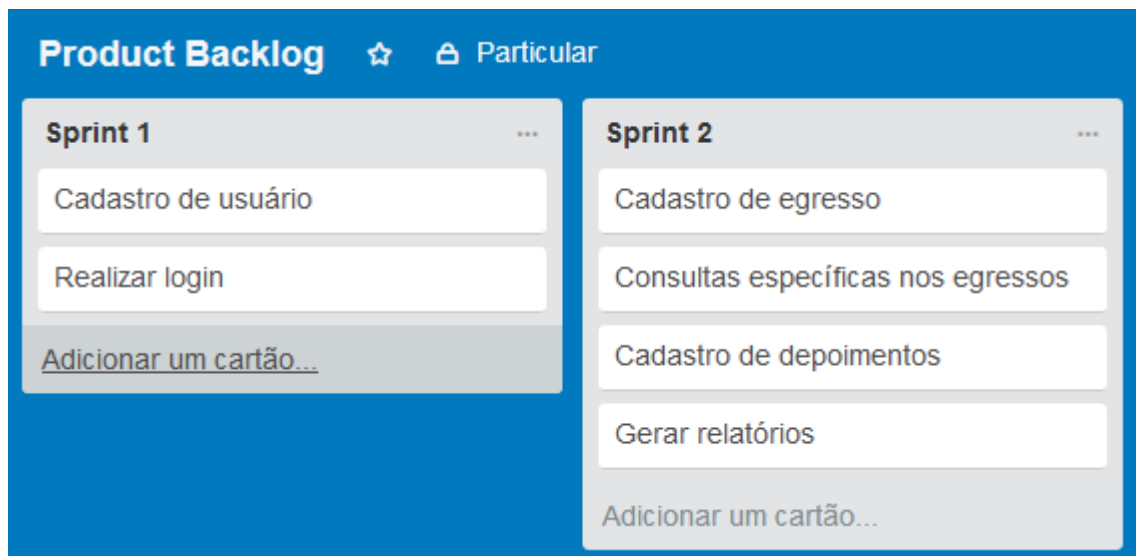 Product Backlog Particular
Sprint 1
Cadastro de usuário
Realizar login
Adicionar um cartão...
Sprint 2
Cadastro de egresso
Consultas específicas nos egressos
Cadastro de depoimentos
Gerar relatórios
Adicionar um cartão...